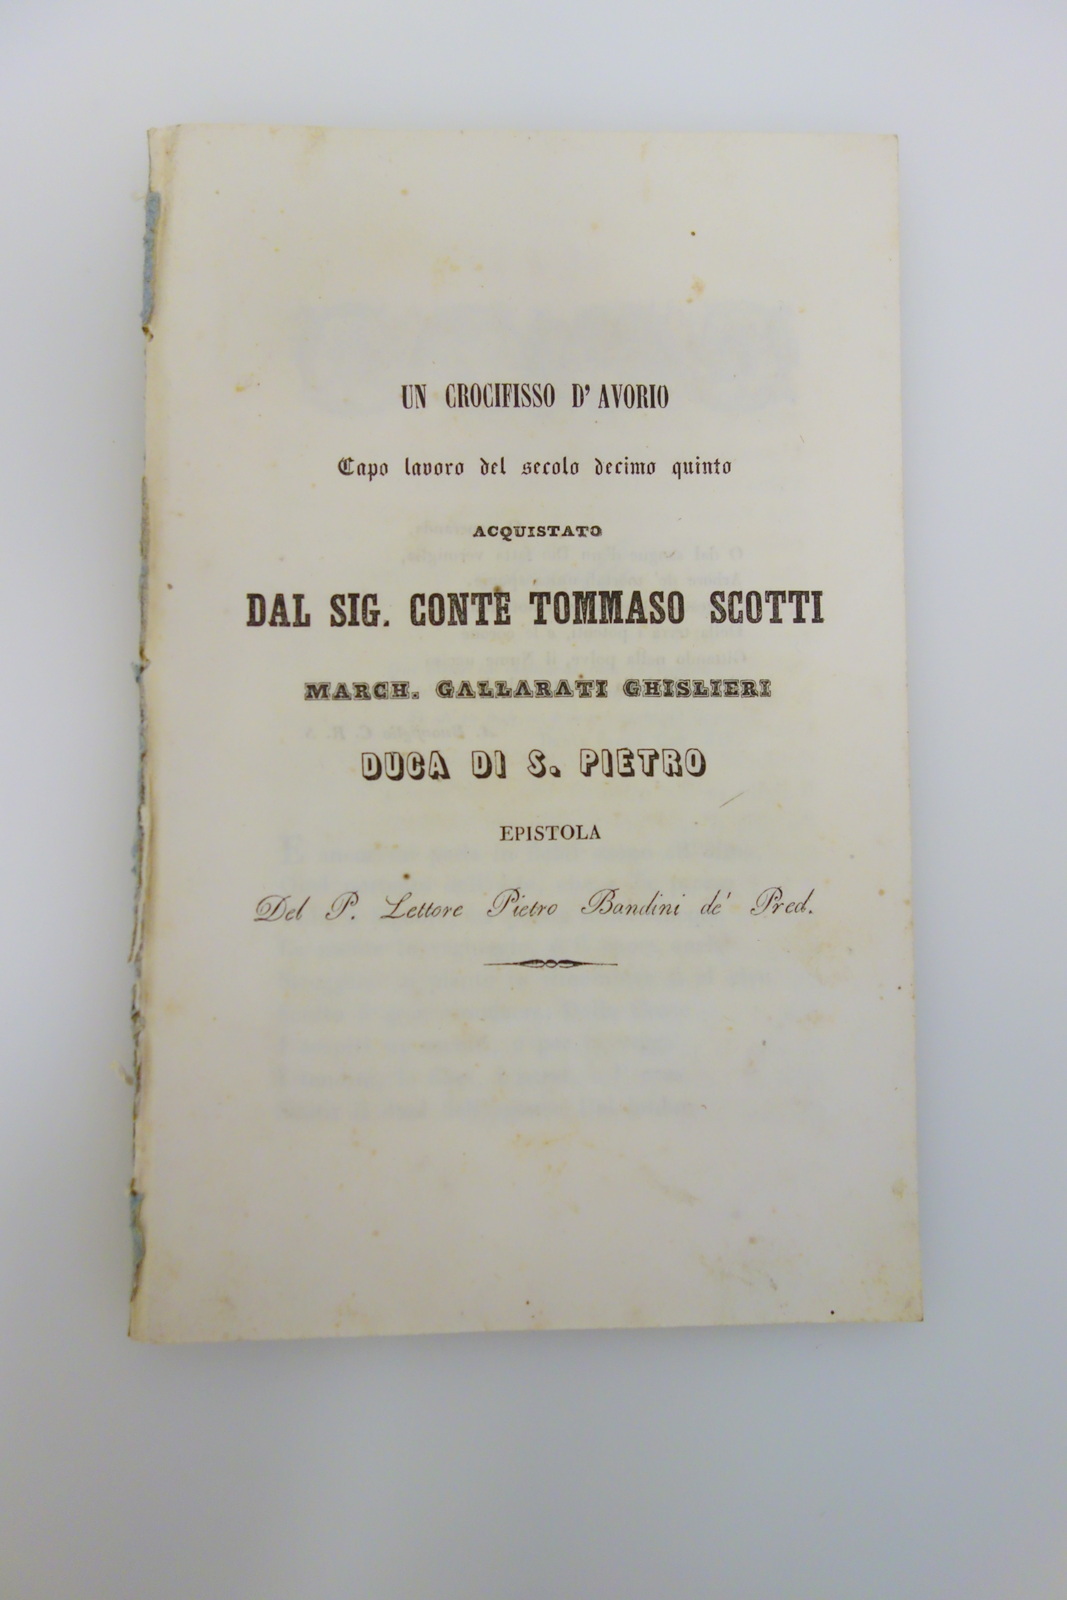 UN CROCIFISSO D' AVORIO
Capo lavoro del secolo decimo quinto
ACQUISTATO
DAL SIG. CONTE TOMMASO SCOTTI
MARCH. GALLARATI GHISLIERI
DUCA DI S. PIETRO
EPISTOLA
Del P. Lettore Pietro Bandini de' Pred.